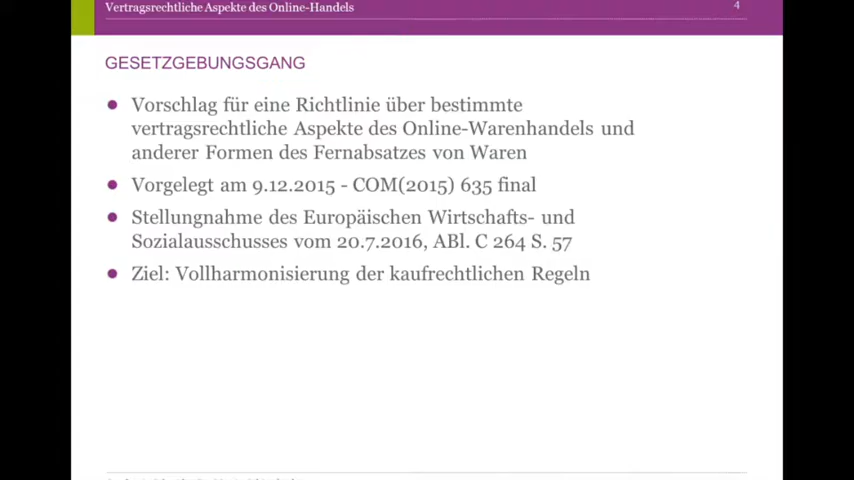 Vertragsrechtliche Aspekte des Online-Handels
4
GESETZGEBUNGSGANG
Vorschlag für eine Richtlinie über bestimmte
vertragsrechtliche Aspekte des Online-Warenhandels und
anderer Formen des Fernabsatzes von Waren
Vorgelegt am 9.12.2015 - COM(2015) 635 final
Stellungnahme des Europäischen Wirtschafts- und
Sozialausschusses vom 20.7.2016, ABl. C 264 S. 57
Ziel: Vollharmonisierung der kaufrechtlichen Regeln